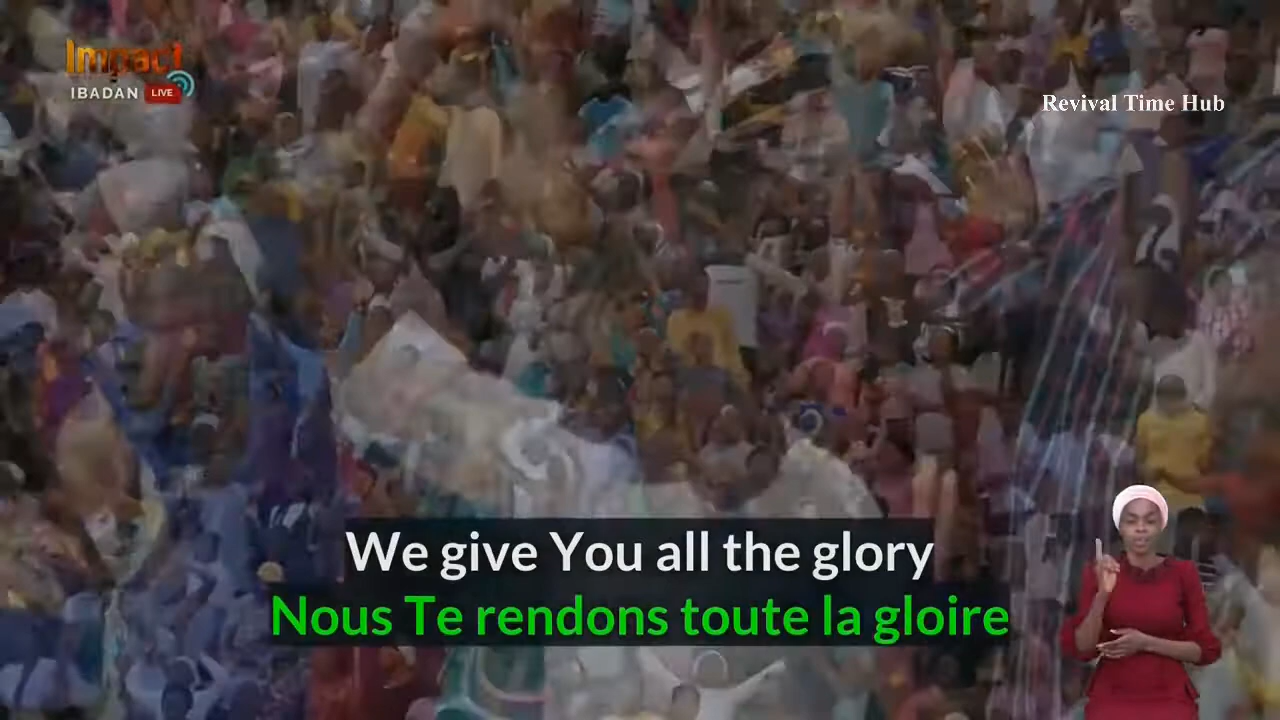 Impact
IBADAN LIVE
Revival Time Hub
We give You all the glory
Nous Te rendons toute la gloire